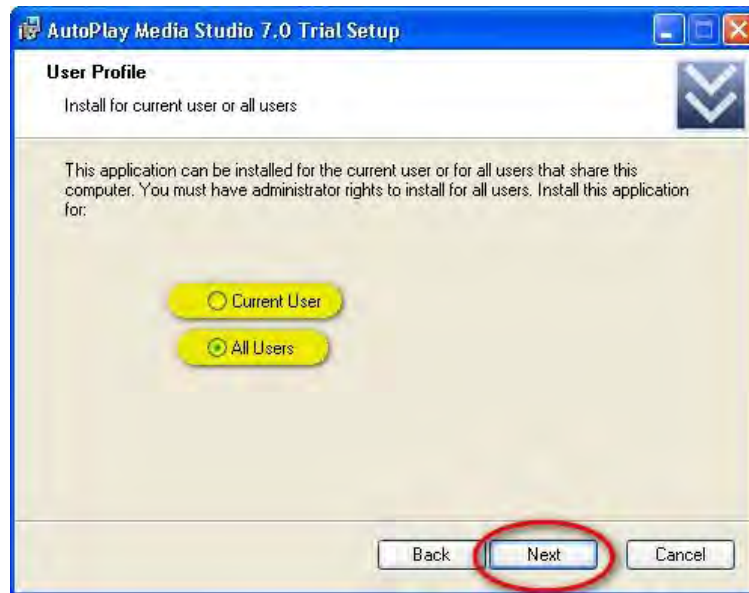 AutoPlay Media Studio 7.0 Trial Setup
User Profile
Install for current user or all users
This application can be installed for the current user or for all users that share this
computer. You must have administrator rights to install for all users. Install this application
for:
Current User
All Users
Back Next Cancel